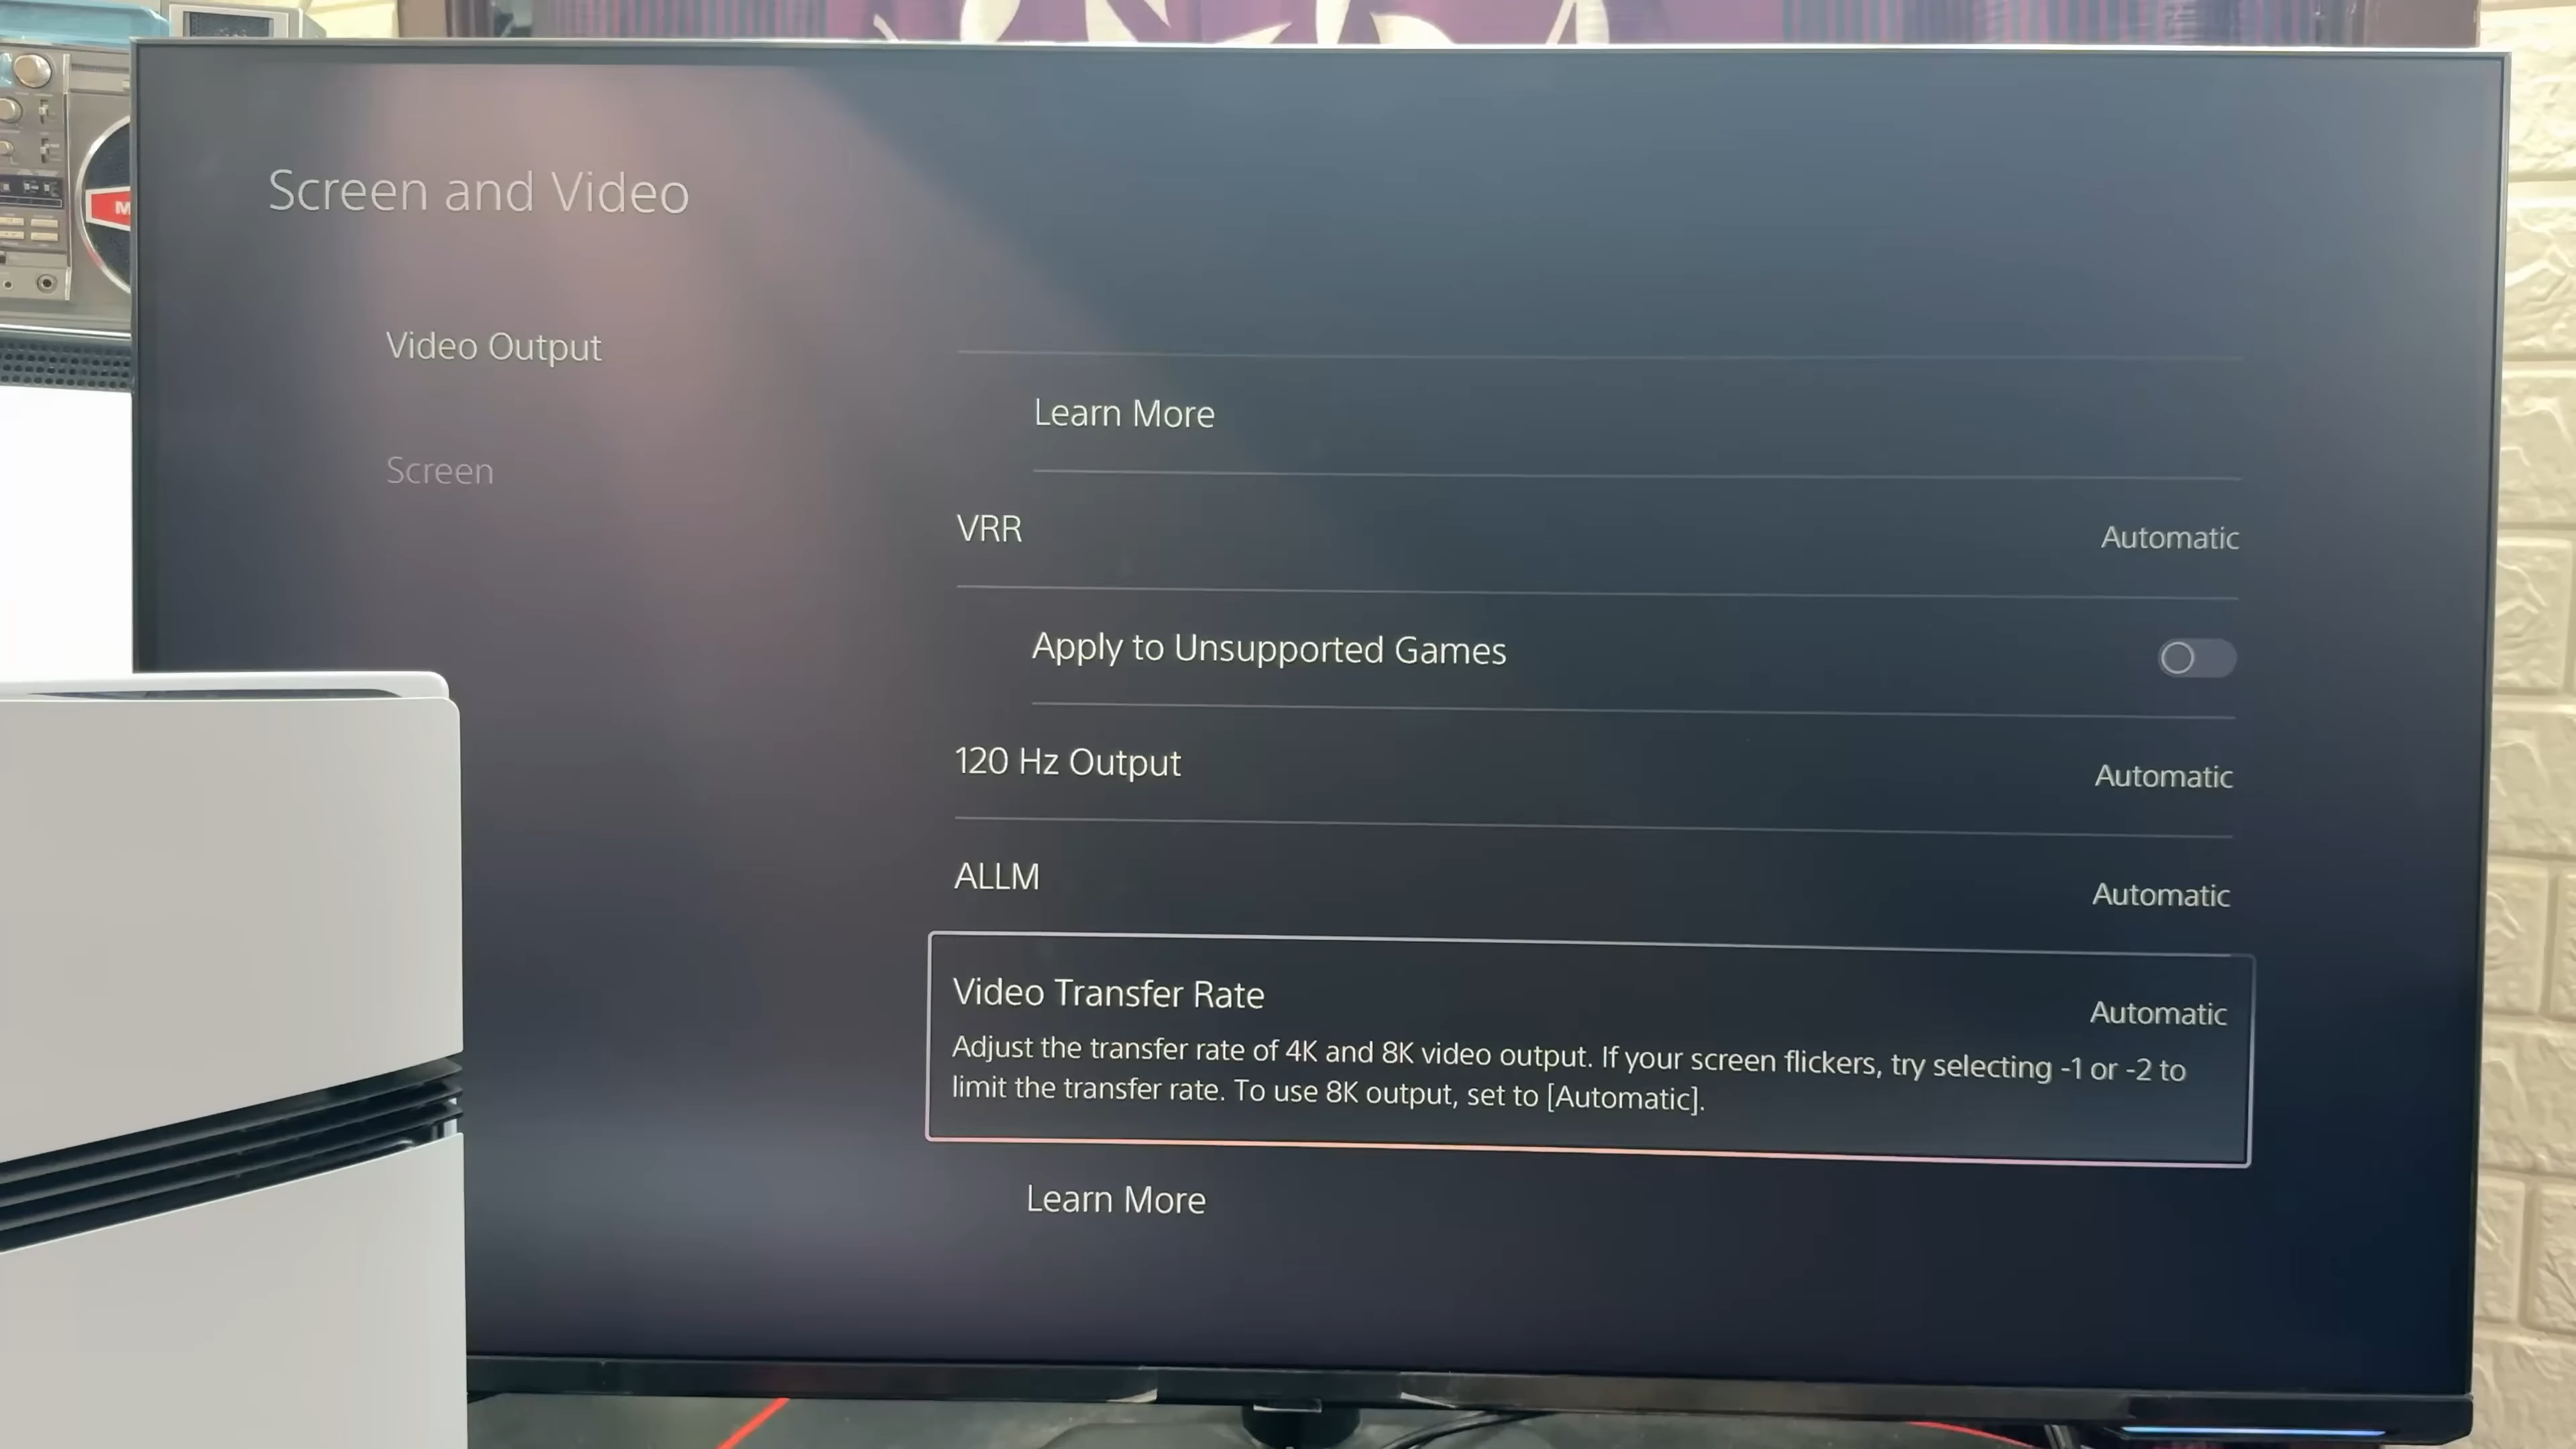 Screen and Video
Video Output
Screen
Learn More
VRR Automatic
Apply to Unsupported Games
120 Hz Output Automatic
ALLM Automatic
Video Transfer Rate Automatic
Adjust the transfer rate of 4K and 8K video output. If your screen flickers, try selecting -1 or -2 to
limit the transfer rate. To use 8K output, set to [Automatic].
Learn More